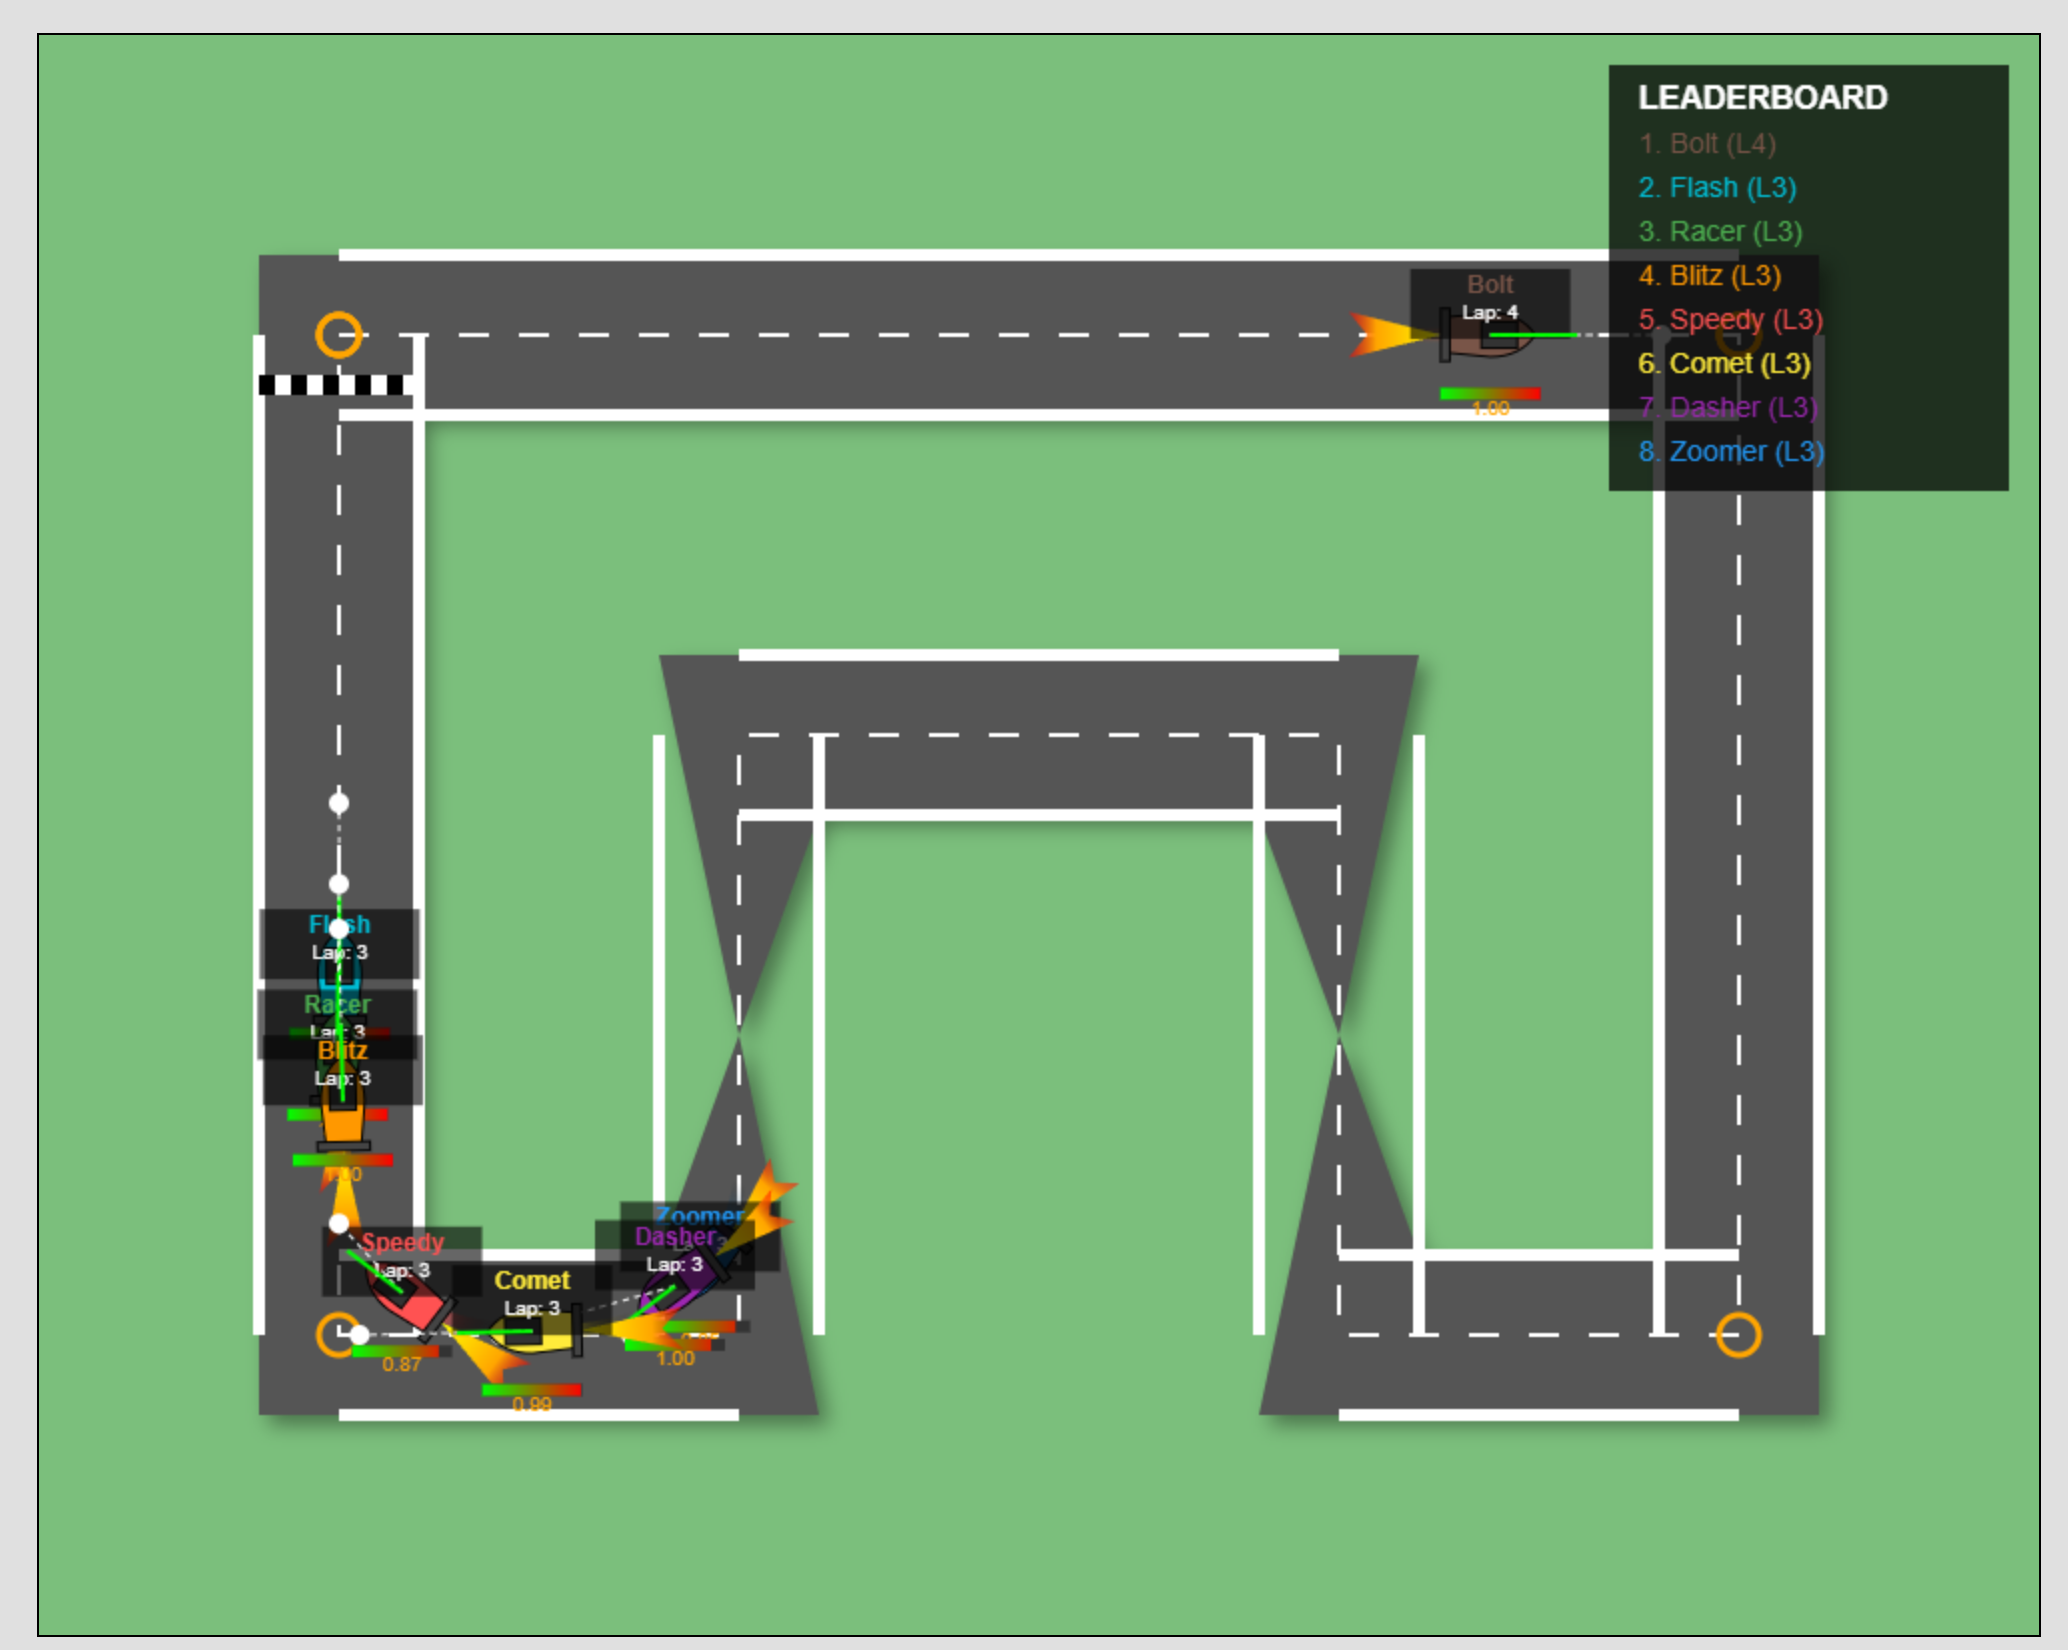 LEADERBOARD
1. Bolt (L4)
2. Flash (L3)
3. Racer (L3)
4. Blitz (L3)
5. Speedy (L3)
6. Comet (L3)
7. Dasher (L3)
8. Zoomer (L3)
Bolt
Lap: 4
1.00
Flash
Lap: 3
Racer
Lap: 3
Blitz
Lap: 3
Speedy
Lap: 3
0.87
Comet
Lap: 3
0.99
Zoomer
Dasher
Lap: 3
1.00